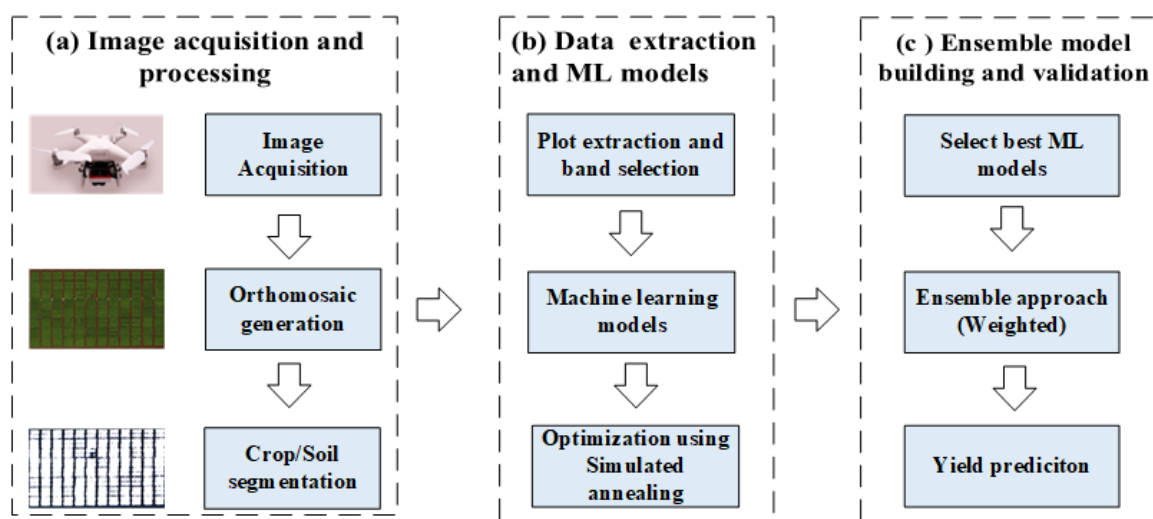 (a) Image acquisition and
processing
Image
Acquisition
Orthomosaic
generation
Crop/Soil
segmentation
(b) Data extraction
and ML models
Plot extraction and
band selection
Machine learning
models
Optimization using
Simulated
annealing
(c ) Ensemble model
building and validation
Select best ML
models
Ensemble approach
(Weighted)
Yield prediciton